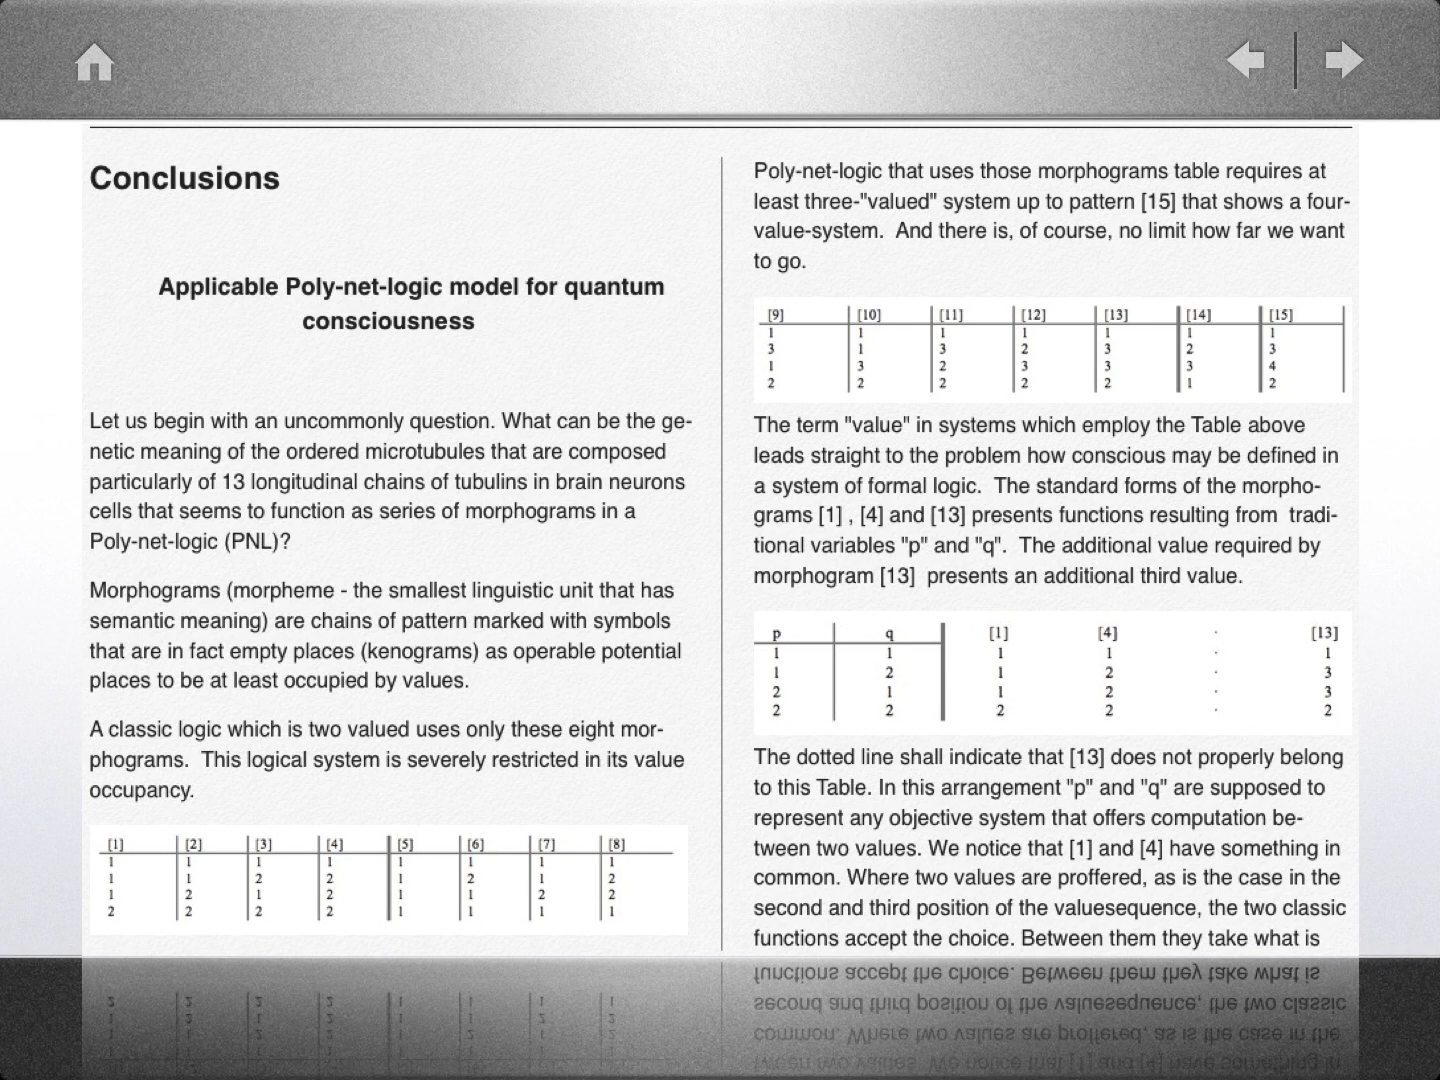 Conclusions
Applicable Poly-net-logic model for quantum
consciousness
Let us begin with an uncommonly question. What can be the ge-
netic meaning of the ordered microtubules that are composed
particularly of 13 longitudinal chains of tubulins in brain neurons
cells that seems to function as series of morphograms in a
Poly-net-logic (PNL)?
Morphograms (morpheme - the smallest linguistic unit that has
semantic meaning) are chains of pattern marked with symbols
that are in fact empty places (kenograms) as operable potential
places to be at least occupied by values.
A classic logic which is two valued uses only these eight mor-
phograms. This logical system is severely restricted in its value
occupancy.
[1] [2] [3] [4] [5] [6] [7] [8]
1 1 1 1 1 1 1 1
1 1 2 2 1 2 1 2
1 2 1 2 1 1 2 2
2 2 2 2 1 1 1 1
Poly-net-logic that uses those morphograms table requires at
least three-"valued" system up to pattern [15] that shows a four-
value-system. And there is, of course, no limit how far we want
to go.
[9] [10] [11] [12] [13] [14] [15]
1 1 1 1 1 1 1
3 1 3 2 3 2 3
1 3 2 3 3 3 4
2 2 2 2 2 1 2
The term "value" in systems which employ the Table above
leads straight to the problem how conscious may be defined in
a system of formal logic. The standard forms of the morpho-
grams [1] , [4] and [13] presents functions resulting from tradi-
tional variables "p" and "q". The additional value required by
morphogram [13] presents an additional third value.
p q [1] [4] · [13]
1 1 1 1 · 1
1 2 1 2 · 3
2 1 1 2 · 3
2 2 2 2 · 2
The dotted line shall indicate that [13] does not properly belong
to this Table. In this arrangement "p" and "q" are supposed to
represent any objective system that offers computation be-
tween two values. We notice that [1] and [4] have something in
common. Where two values are proffered, as is the case in the
second and third position of the valuesequence, the two classic
functions accept the choice. Between them they take what is